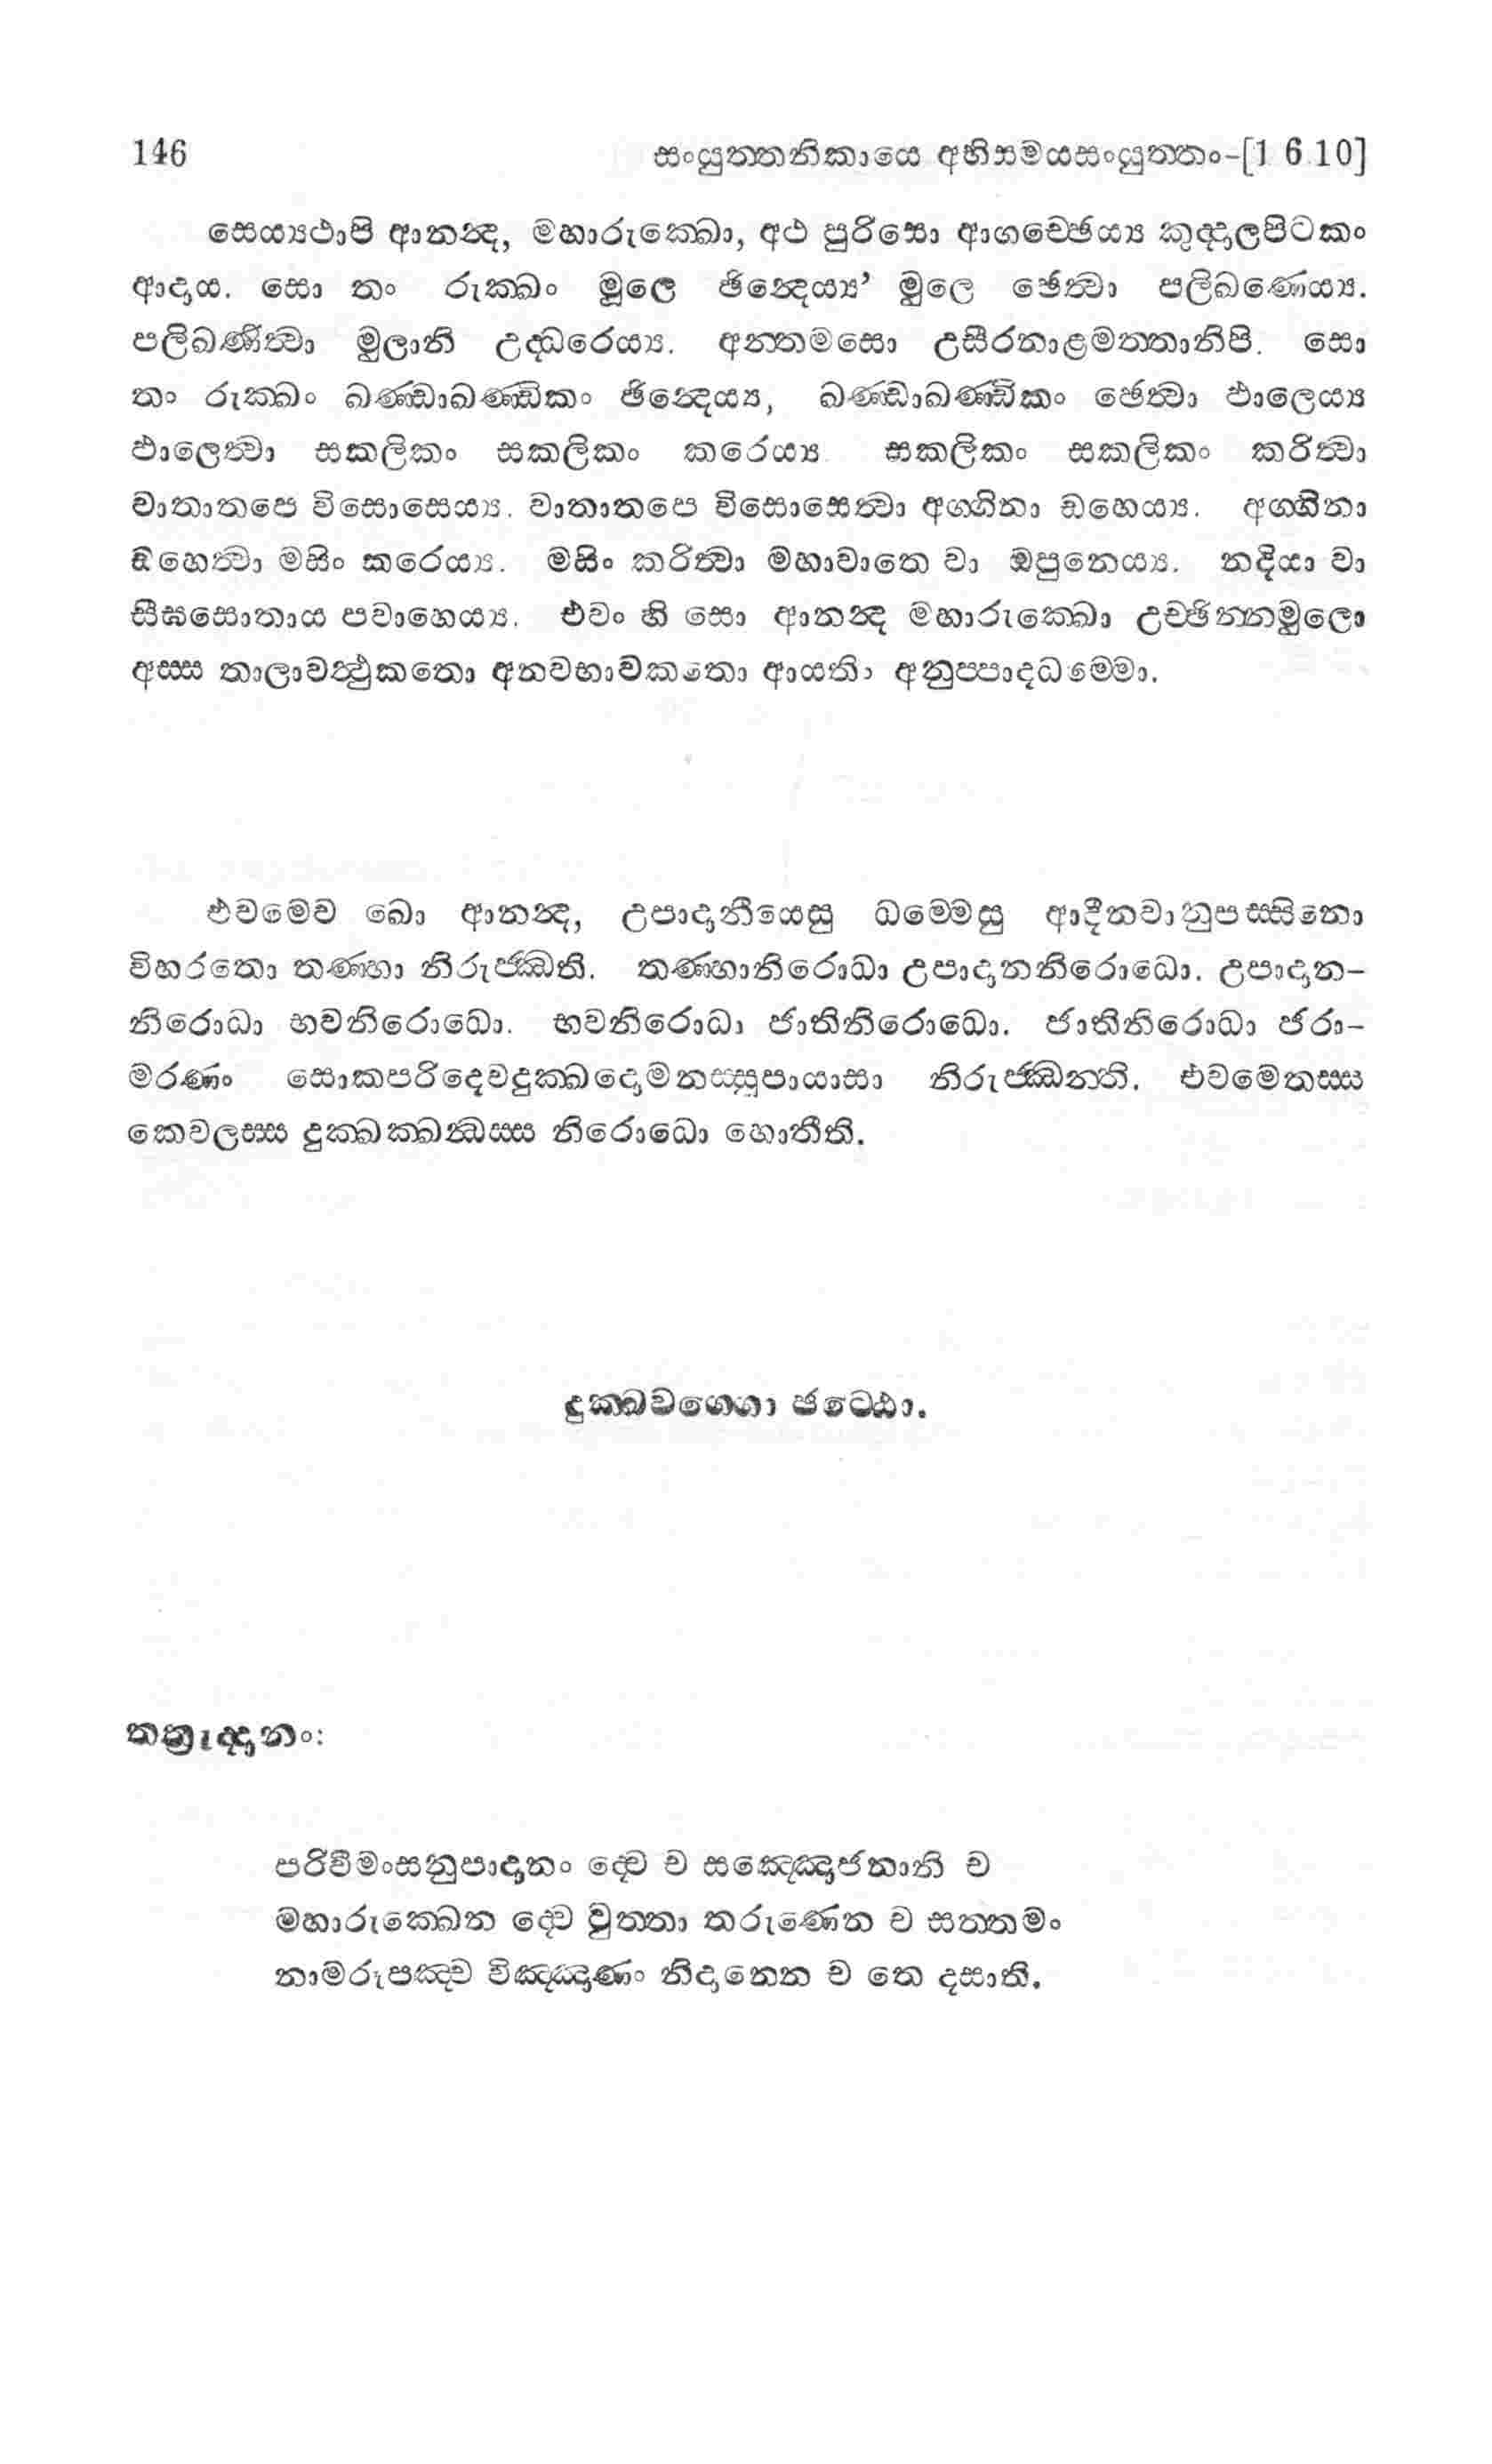 146 සංයුත්තනිකායෙ අභිසමයසංයුත්තං-[1 6.10]
සෙය්‍යථාපි ආනන්‍ද, මහාරුක්ඛො, අථ පුරිසො ආගච්ඡෙය්‍ය කුද්දාලපිටකං
ආදාය. සො තං රුක්ඛං මූලෙ ඡින්‍දෙය්‍ය’ මූලෙ ඡෙත්‍වා පලිඛණෙය්‍ය.
පලිඛණිත්‍වා මූලානි උද්ධරෙය්‍ය. අන්තමසො උසීරනාළමත්තානිපි. සො
තං රුක්ඛං ඛණ්ඩාඛණ්ඩිකං ඡින්‍දෙය්‍ය, ඛණ්ඩාඛණ්ඩිකං ඡෙත්‍වා ඵාලෙය්‍ය
ඵාලෙත්‍වා සකලිකං සකලිකං කරෙය්‍ය. සකලිකං සකලිකං කරිත්‍වා
වාතාතපෙ විසොසෙය්‍ය. වාතාතපෙ විසොසෙත්‍වා අග්ගිනා ඩහෙය්‍ය. අග්ගිනා
ඩහෙත්‍වා මසිං කරෙය්‍ය. මසිං කරිත්‍වා මහාවාතෙ වා ඔපුනෙය්‍ය. නදියා වා
සීඝසොතාය පවාහෙය්‍ය. එවං හි සො ආනන්‍ද මහාරුක්ඛො උච්ඡින්නමූලො
අස්ස තාලාවත්‍ථුකතො අනවභාවකතො ආයතිං අනුප්පාදධම්මො.
එවමෙව ඛො ආනන්‍ද, උපාදානීයෙසු ධම්මෙසු ආදීනවානුපස්සිනො
විහරතො තණ්හා නිරුජ්ඣති. තණ්හානිරොධා උපාදානනිරොධො. උපාදාන-
නිරොධා භවනිරොධො. භවනිරොධා ජාතිනිරොධො. ජාතිනිරොධා ජරා-
මරණං සොකපරිදෙවදුක්ඛදොමනස්සුපායාසා නිරුජ්ඣන්ති. එවමෙතස්ස
කෙවලස්ස දුක්ඛක්ඛන්‍ධස්ස නිරොධො හොතීති.
දුක්ඛවග්ගො ඡට්ඨො.
තත්‍රුද්දානං:
පරිවීමංසනුපාදානං ද්වෙ ච සඤ්ඤොජනානි ච
මහාරුක්ඛෙන ද්වෙ වුත්තා තරුණෙන ච සත්තමං
නාමරූපඤ්ච විඤ්ඤාණං නිදානෙන ච තෙ දසාති.